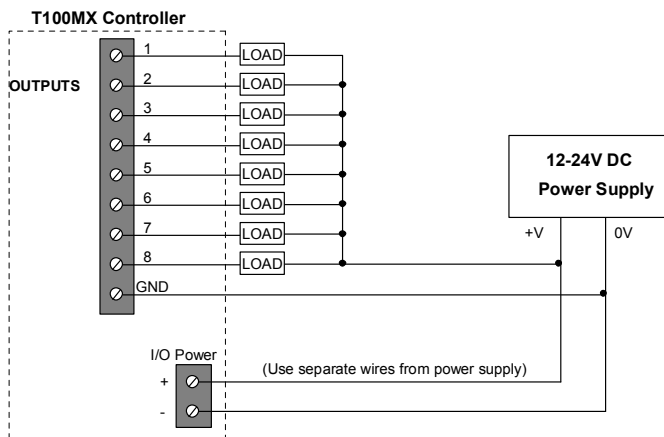 T100MX Controller
OUTPUTS
1 LOAD
2 LOAD
3 LOAD
4 LOAD
5 LOAD
6 LOAD
7 LOAD
8 LOAD
GND
12-24V DC
Power Supply
+V 0V
I/O Power
+ (Use separate wires from power supply)
-